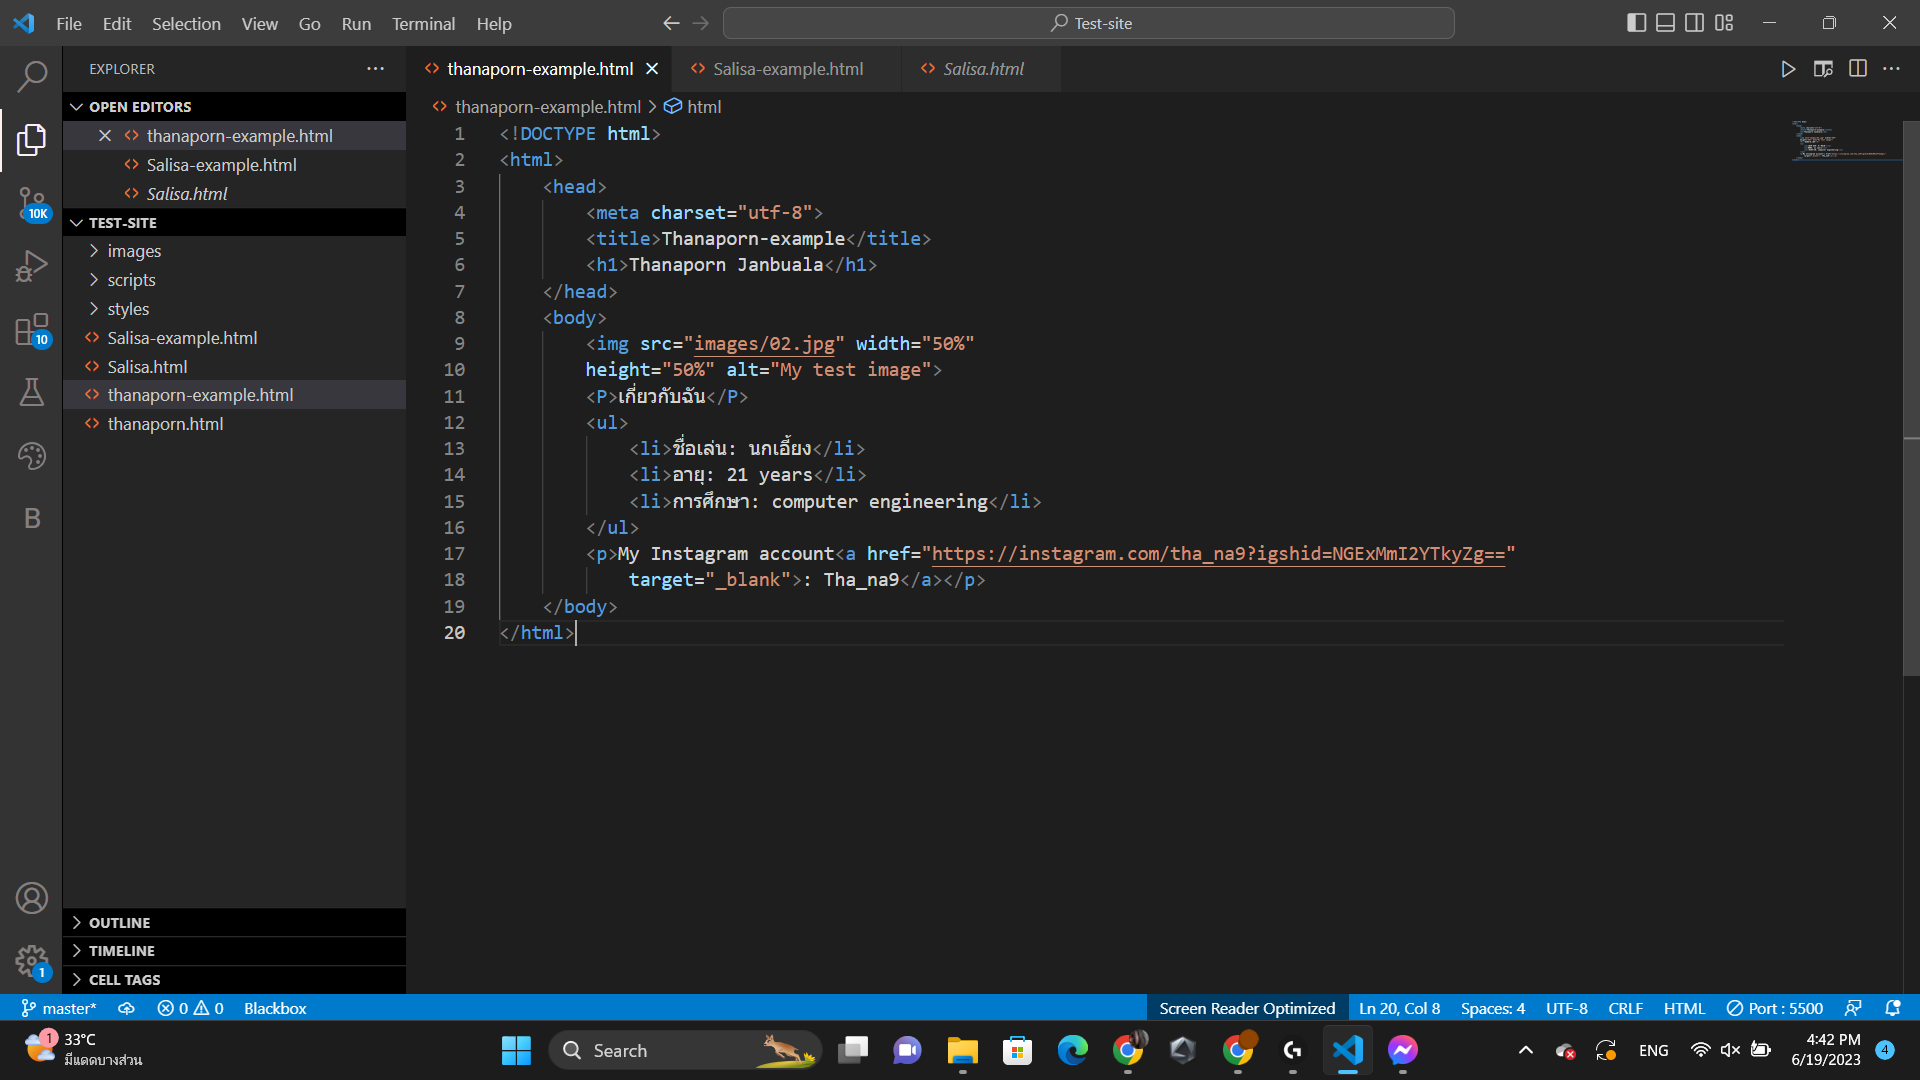 File Edit Selection View Go Run Terminal Help
Test-site
EXPLORER
OPEN EDITORS
thanaporn-example.html
Salisa-example.html
Salisa.html
TEST-SITE
images
scripts
styles
Salisa-example.html
Salisa.html
thanaporn-example.html
thanaporn.html
OUTLINE
TIMELINE
CELL TAGS
10K
10
B
1
thanaporn-example.html Salisa-example.html Salisa.html
thanaporn-example.html > html
1 <!DOCTYPE html>
2 <html>
3 <head>
4 <meta charset="utf-8">
5 <title>Thanaporn-example</title>
6 <h1>Thanaporn Janbuala</h1>
7 </head>
8 <body>
9 <img src="images/02.jpg" width="50%"
10 height="50%" alt="My test image">
11 <P>เกี่ยวกับฉัน</P>
12 <ul>
13 <li>ชื่อเล่น: นกเอี้ยง</li>
14 <li>อายุ: 21 years</li>
15 <li>การศึกษา: computer engineering</li>
16 </ul>
17 <p>My Instagram account<a href="https://instagram.com/tha_na9?igshid=NGExMmI2YTkyZg=="
18 target="_blank">: Tha_na9</a></p>
19 </body>
20 </html>
master* 0 0 Blackbox
Screen Reader Optimized Ln 20, Col 8 Spaces: 4 UTF-8 CRLF HTML Port : 5500
1
33°C
มีแดดบางส่วน
Search
ENG
4:42 PM
6/19/2023
4